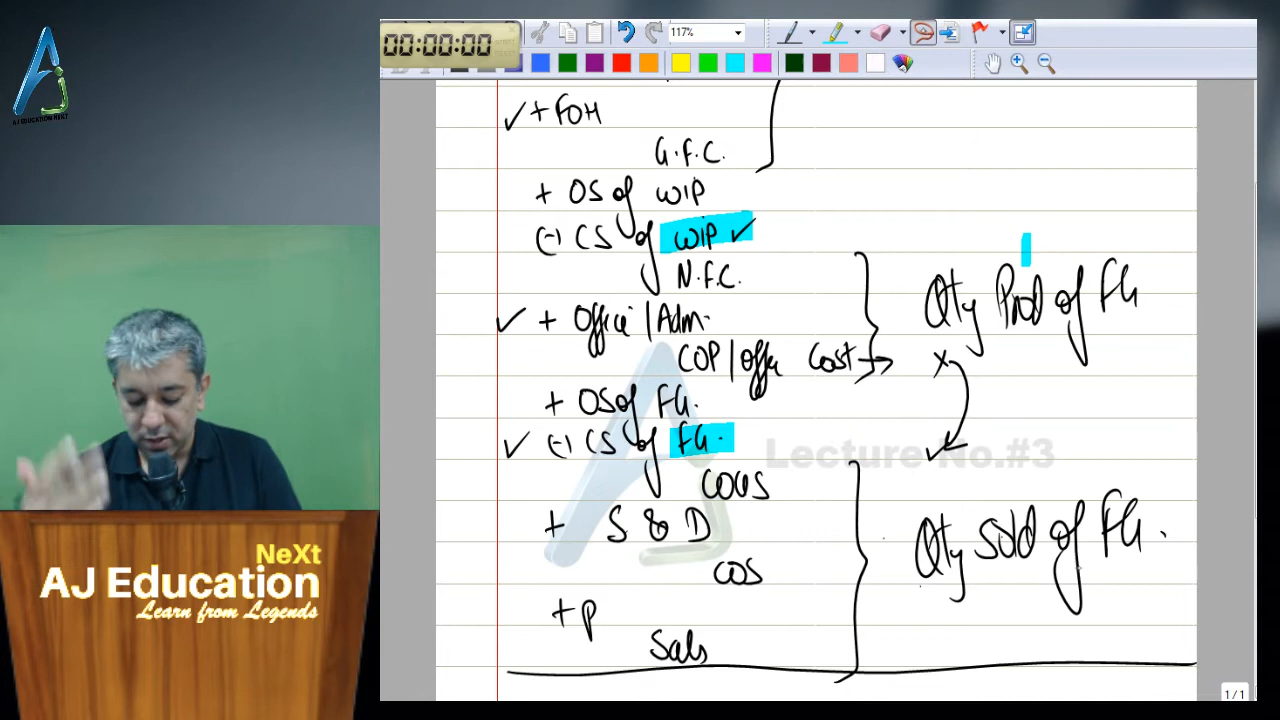 AJ EDUCATION NEXT
00:00:00
117%
✓ + FOH
G.F.C.
+ OS of WIP
(-) CS of WIP ✓
N.F.C.
✓ + Office / Adm.
COP / Office Cost →
+ OS of FG.
✓ (-) CS of FG.
COGS
+ S & D
COS
+ P
Sales
Qty Prod of FG
×
✓
Qty Sold of FG.
Lecture No.#3
NeXt
AJ Education
Learn from Legends
1/1